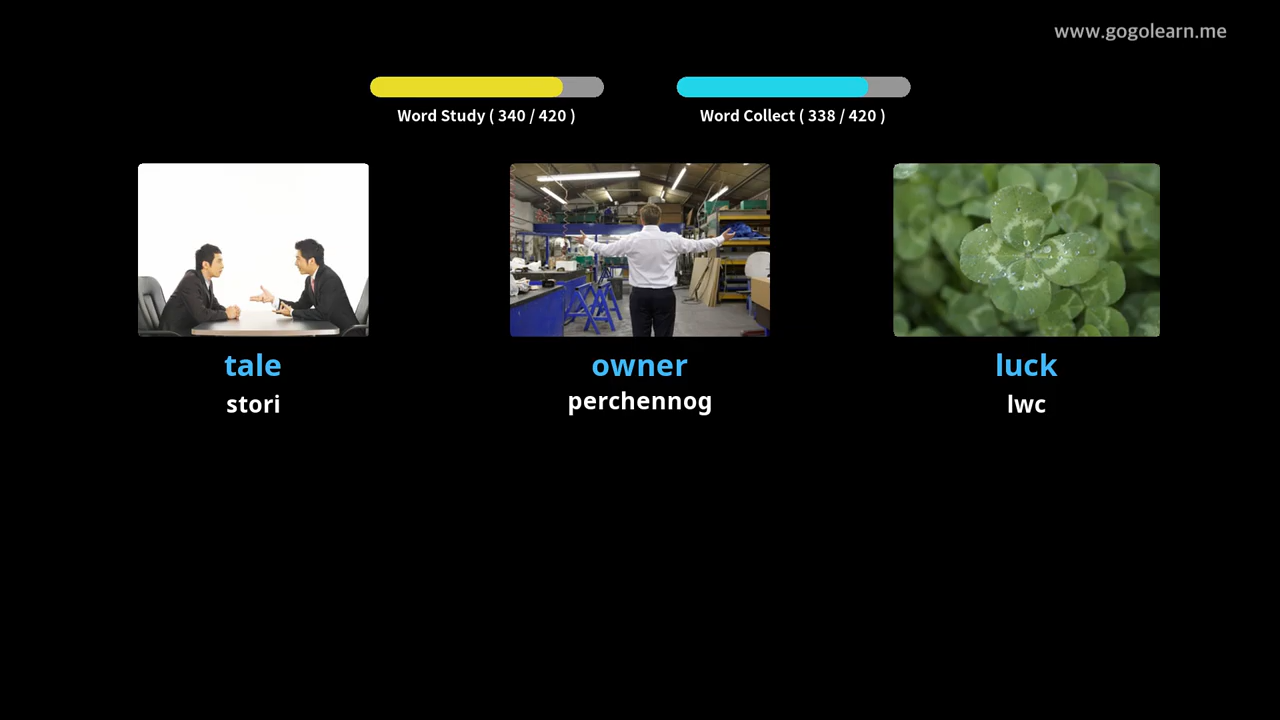 www.gogolearn.me
Word Study ( 340 / 420 )
Word Collect ( 338 / 420 )
tale
owner
luck
stori
perchennog
lwc